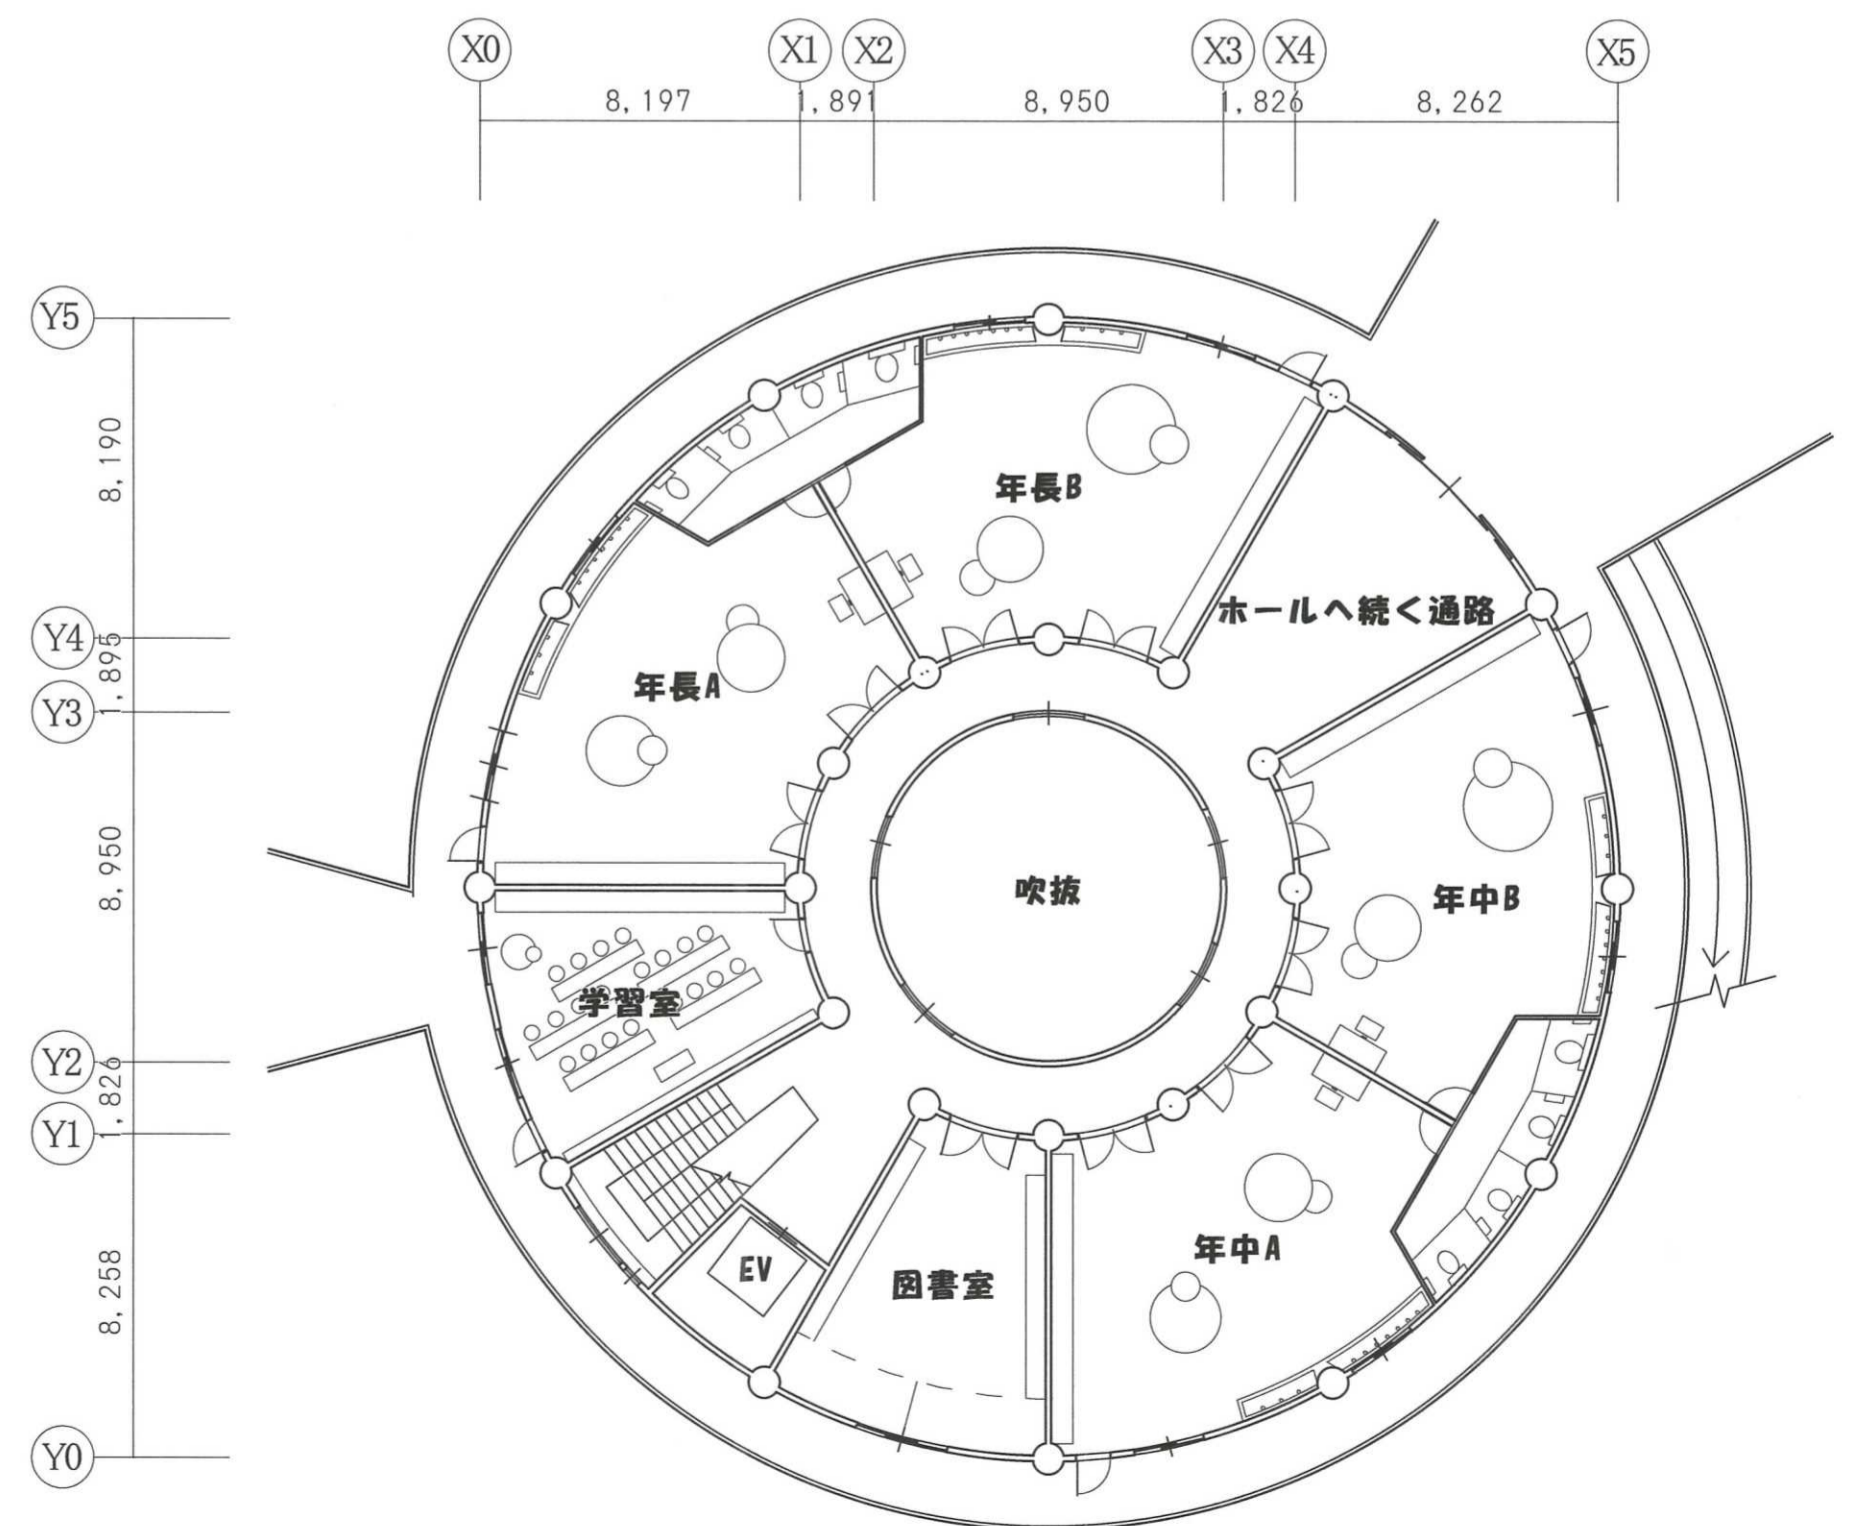 X0 X1 X2 X3 X4 X5
8,197 1,891 8,950 1,826 8,262
Y5
8,190
Y4
1,895
Y3
8,950
Y2
1,826
Y1
8,258
Y0
年長B
ホールへ続く通路
年長A
吹抜
年中B
学習室
年中A
EV
図書室